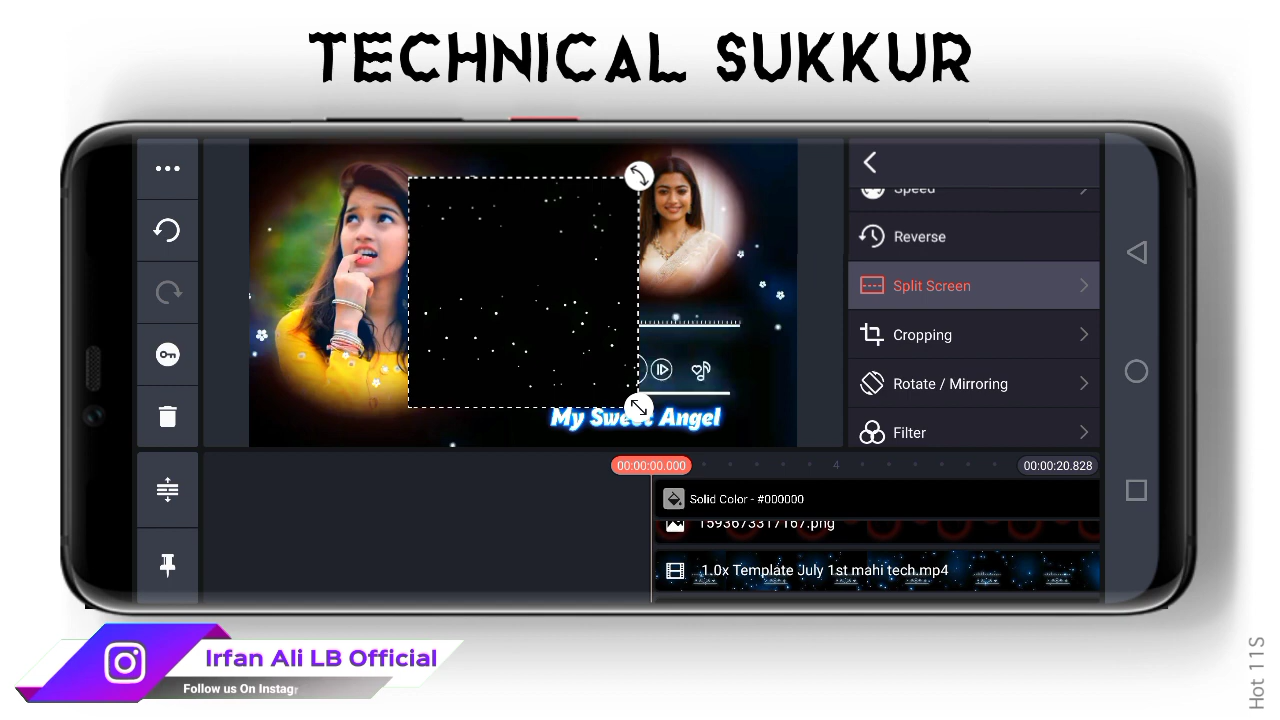 TECHNICAL SUKKUR
Speed
Reverse
Split Screen
Cropping
Rotate / Mirroring
Filter
My Sweet Angel
00:00:00.000
4
00:00:20.828
Solid Color - #000000
1593673317167.png
1.0x Template July 1st mahi tech.mp4
Irfan Ali LB Official
Follow us On Instagr
Hot 11S